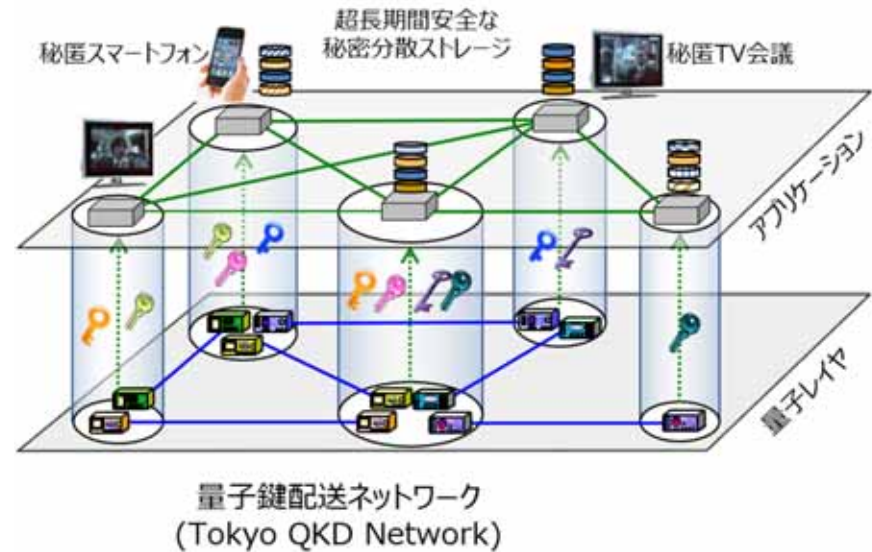 超長期間安全な
秘密分散ストレージ
秘匿スマートフォン
秘匿TV会議
アプリケーション
量子レイヤ
量子鍵配送ネットワーク
(Tokyo QKD Network)